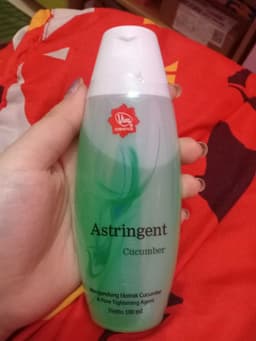 Astringent
Cucumber
Mengandung Ekstrak Cucumber
& Pore Tightening Agent
Netto 100 ml